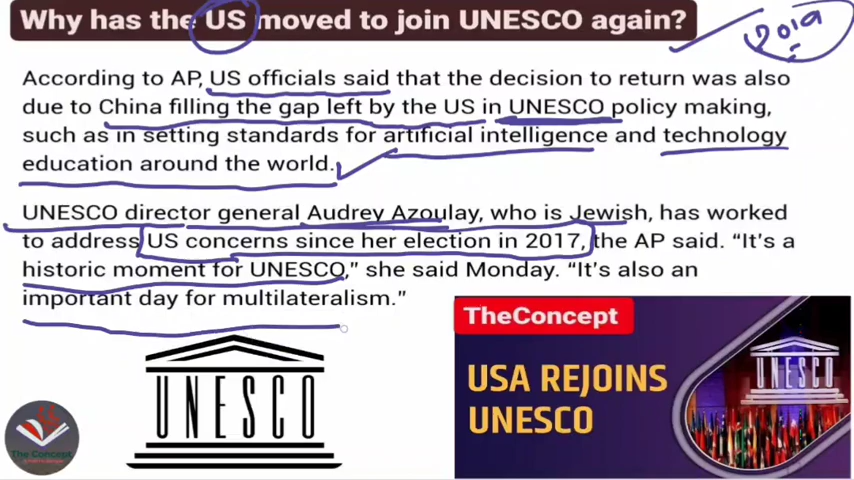 Why has the US moved to join UNESCO again?
2019
According to AP, US officials said that the decision to return was also
due to China filling the gap left by the US in UNESCO policy making,
such as in setting standards for artificial intelligence and technology
education around the world.
UNESCO director general Audrey Azoulay, who is Jewish, has worked
to address US concerns since her election in 2017, the AP said. “It’s a
historic moment for UNESCO,” she said Monday. “It’s also an
important day for multilateralism.”
UNESCO
TheConcept
USA REJOINS
UNESCO
UNESCO
The Concept